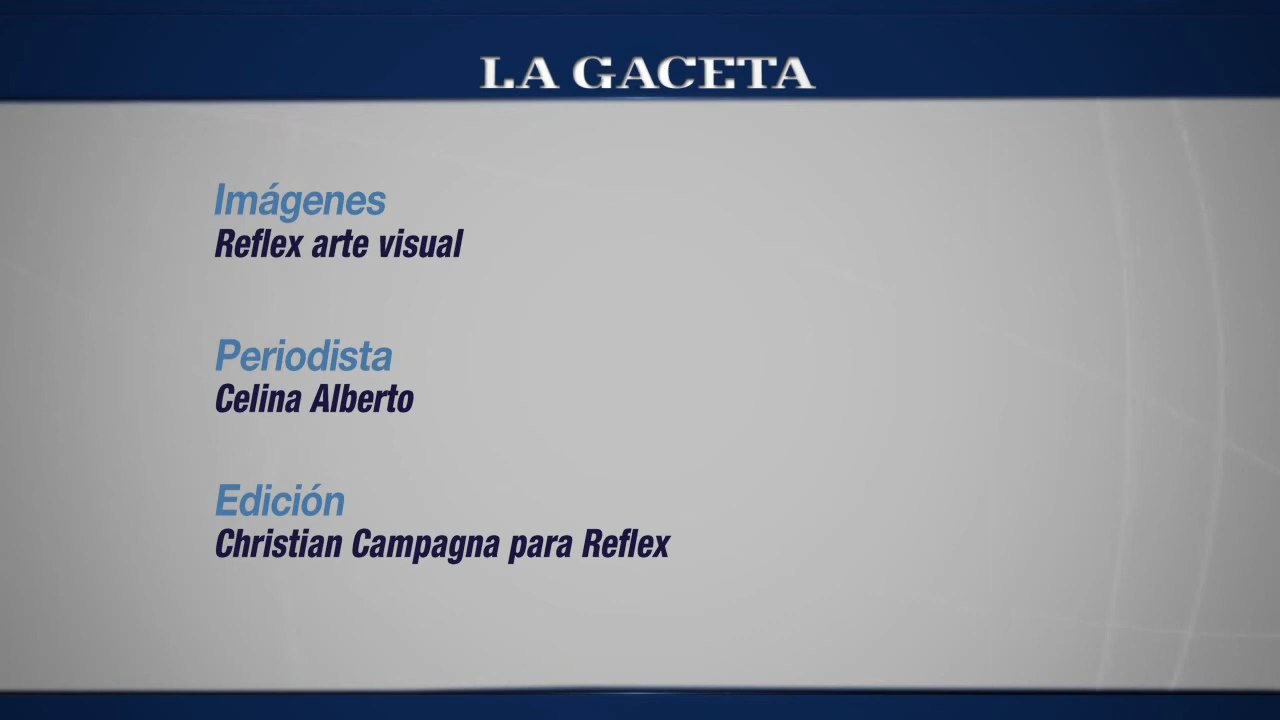 LA GACETA
Imágenes
Reflex arte visual
Periodista
Celina Alberto
Edición
Christian Campagna para Reflex